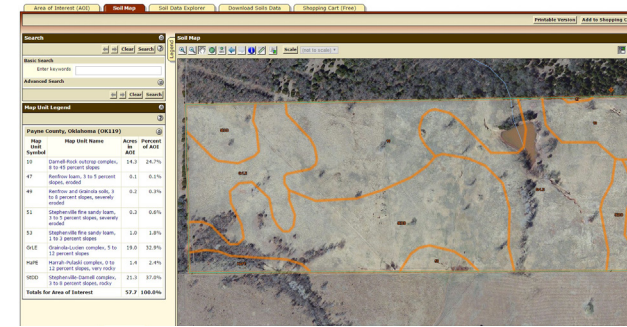 Area of Interest (AOI)
Soil Map
Soil Data Explorer
Download Soils Data
Shopping Cart (Free)
Printable Version
Add to Shopping C
Search
Clear
Search
Basic Search
Enter Keywords
Advanced Search
Clear
Search
Map Unit Legend
Payne County, Oklahoma (OK119)
Map Unit Symbol
Map Unit Name
Acres in AOI
Percent of AOI
10 Darnell-Rock outcrop complex, 8 to 45 percent slopes 14.3 24.7%
47 Renfrow loam, 3 to 5 percent slopes, eroded 0.1 0.1%
49 Renfrow and Grainola soils, 3 to 8 percent slopes, severely eroded 0.2 0.3%
51 Stephenville fine sandy loam, 3 to 5 percent slopes, severely eroded 0.3 0.6%
53 Stephenville fine sandy loam, 1 to 3 percent slopes 1.0 1.8%
GrLE Grainola-Lucien complex, 5 to 12 percent slopes 19.0 32.9%
HaPE Harrah-Pulaski complex, 0 to 12 percent slopes, very rocky 1.4 2.4%
StDD Stephenville-Darnell complex, 3 to 8 percent slopes, rocky 21.3 37.0%
Totals for Area of Interest 57.7 100.0%
Legend
Soil Map
Scale
(not to scale)